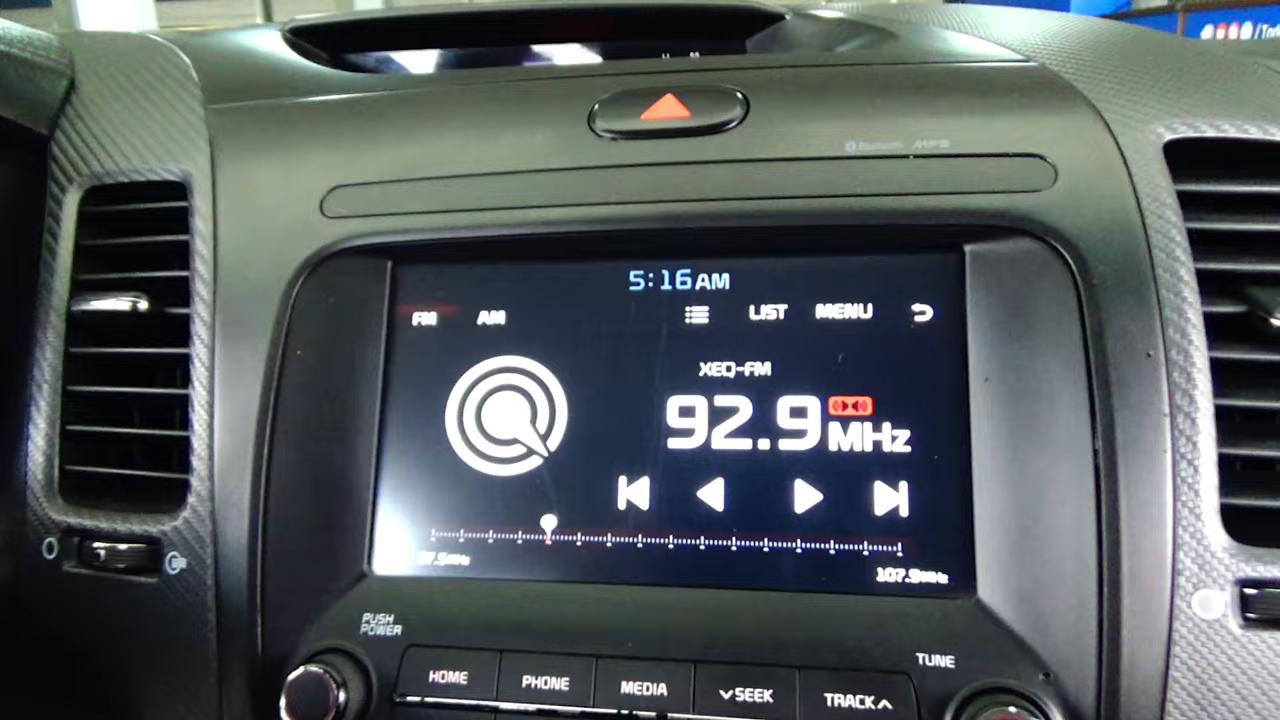 5:16AM
FM AM LIST MENU
XEQ-FM
92.9 MHz
107.9MHz
PUSH
POWER
TUNE
HOME PHONE MEDIA SEEK TRACK